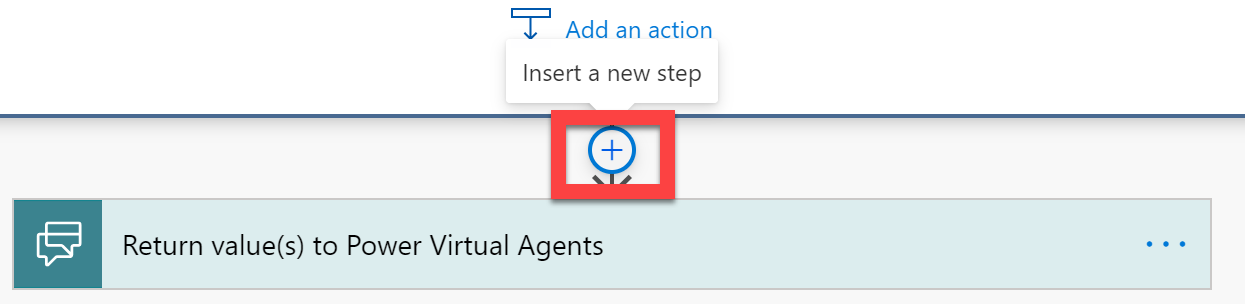 Add an action
Insert a new step
Return value(s) to Power Virtual Agents